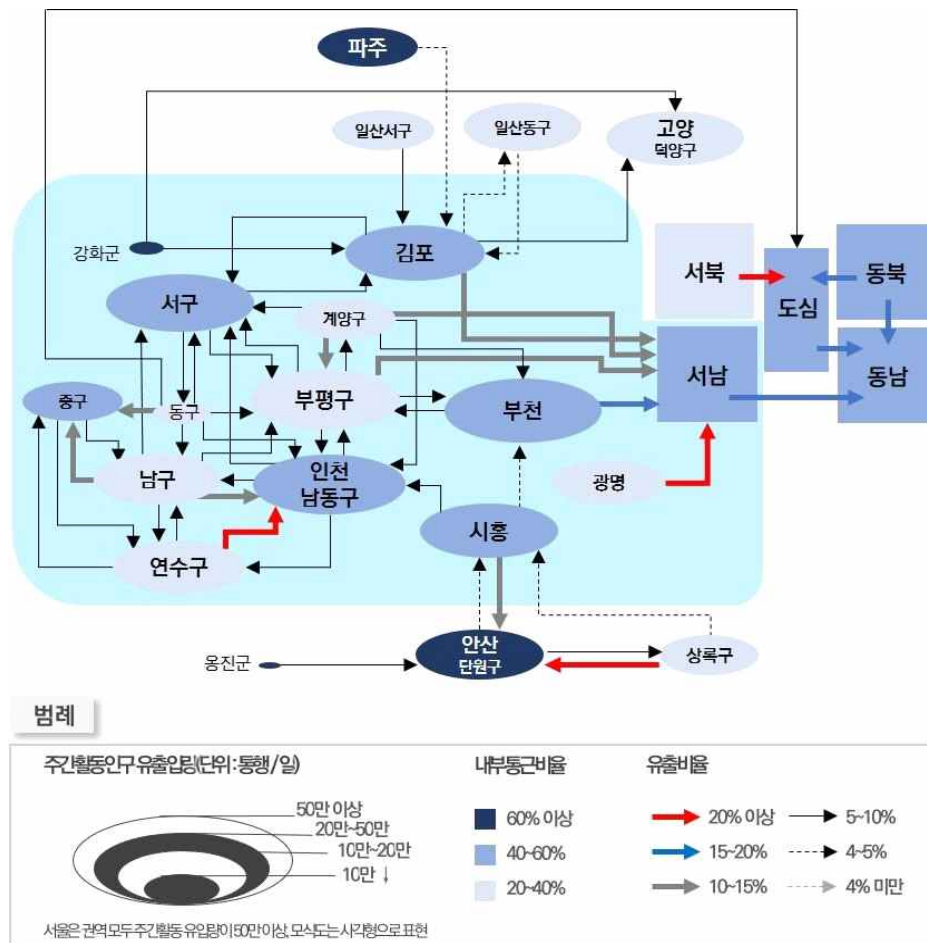 파주
일산서구
일산동구
고양
덕양구
강화군
김포
서북
동북
서구
도심
계양구
서남
동남
중구
동구
부평구
부천
남구
인천
남동구
광명
시흥
연수구
옹진군
안산
단원구
상록구
범례
주간활동인구 유출입량(단위 : 통행 / 일)
내부통근비율
유출비율
50만 이상
20만~50만
10만~20만
10만 ↓
60% 이상
40~60%
20~40%
20% 이상
5~10%
15~20%
4~5%
10~15%
4% 미만
서울은 권역 모두 주간활동 유입량이 50만 이상, 모식도는 사각형으로 표현